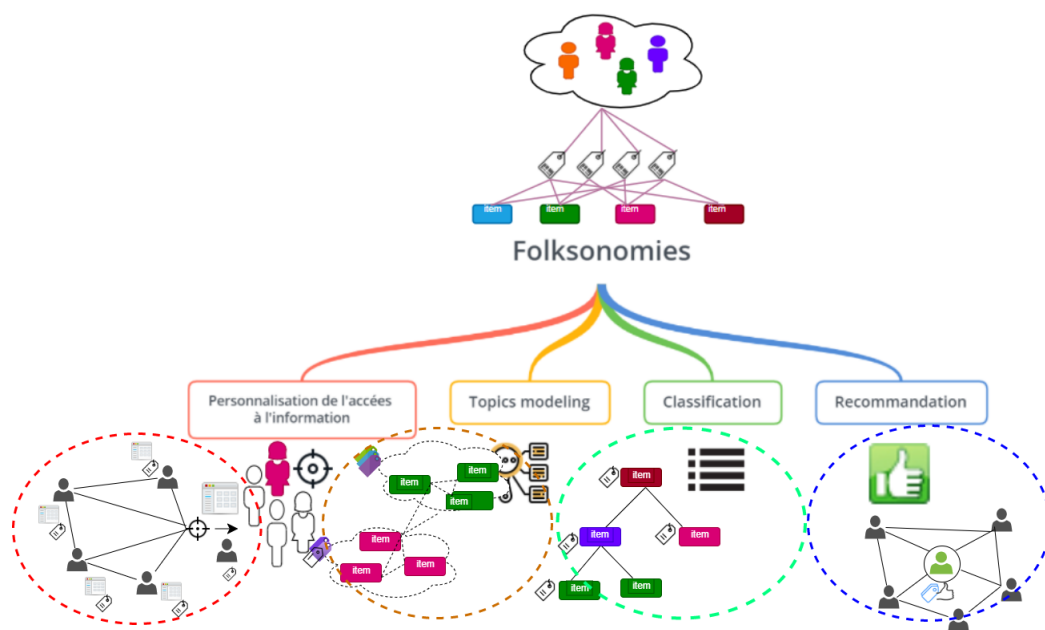 item
item
item
item
Folksonomies
Personnalisation de l'accées
à l'information
Topics modeling
Classification
Recommandation
item
item
item
item
item
item
item
item
item
item
item